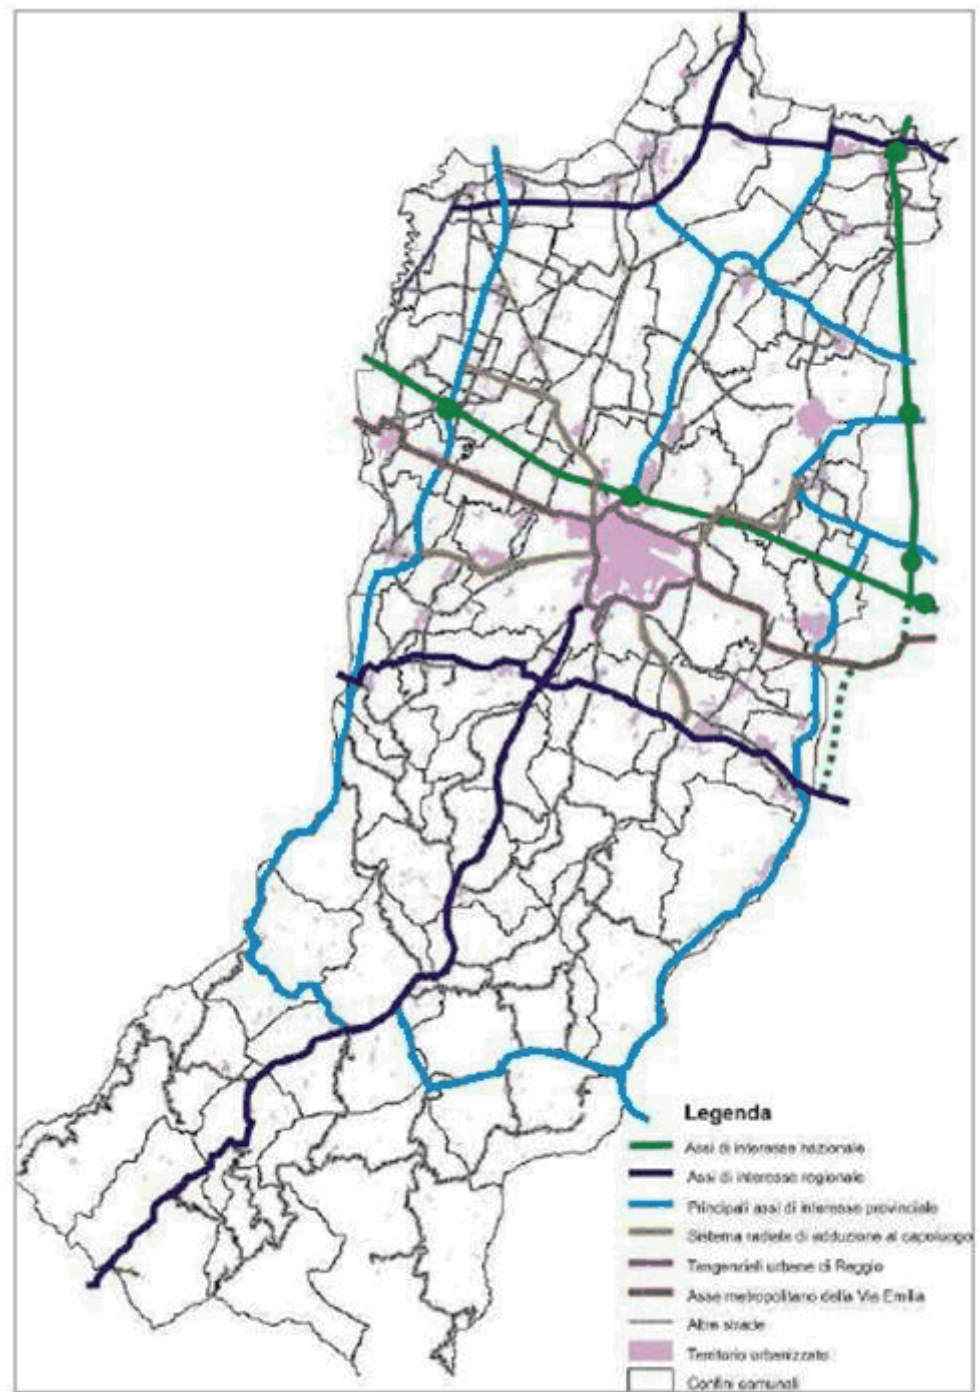 Legenda
Assi di interesse nazionale
Assi di interesse regionale
Principali assi di interesse provinciale
Sistema radiale di adduzione al capoluogo
Tangenziali urbane di Reggio
Asse metropolitano della Via Emilia
Altre strade
Territorio urbanizzato
Confini comunali